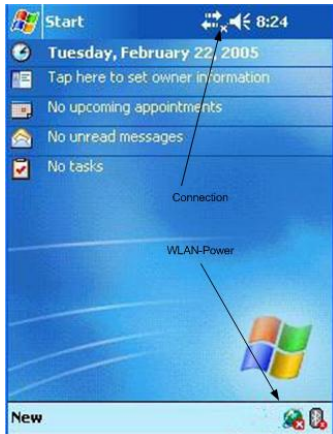 Start 8:24
Tuesday, February 22, 2005
Tap here to set owner information
No upcoming appointments
No unread messages
No tasks
Connection
WLAN-Power
New